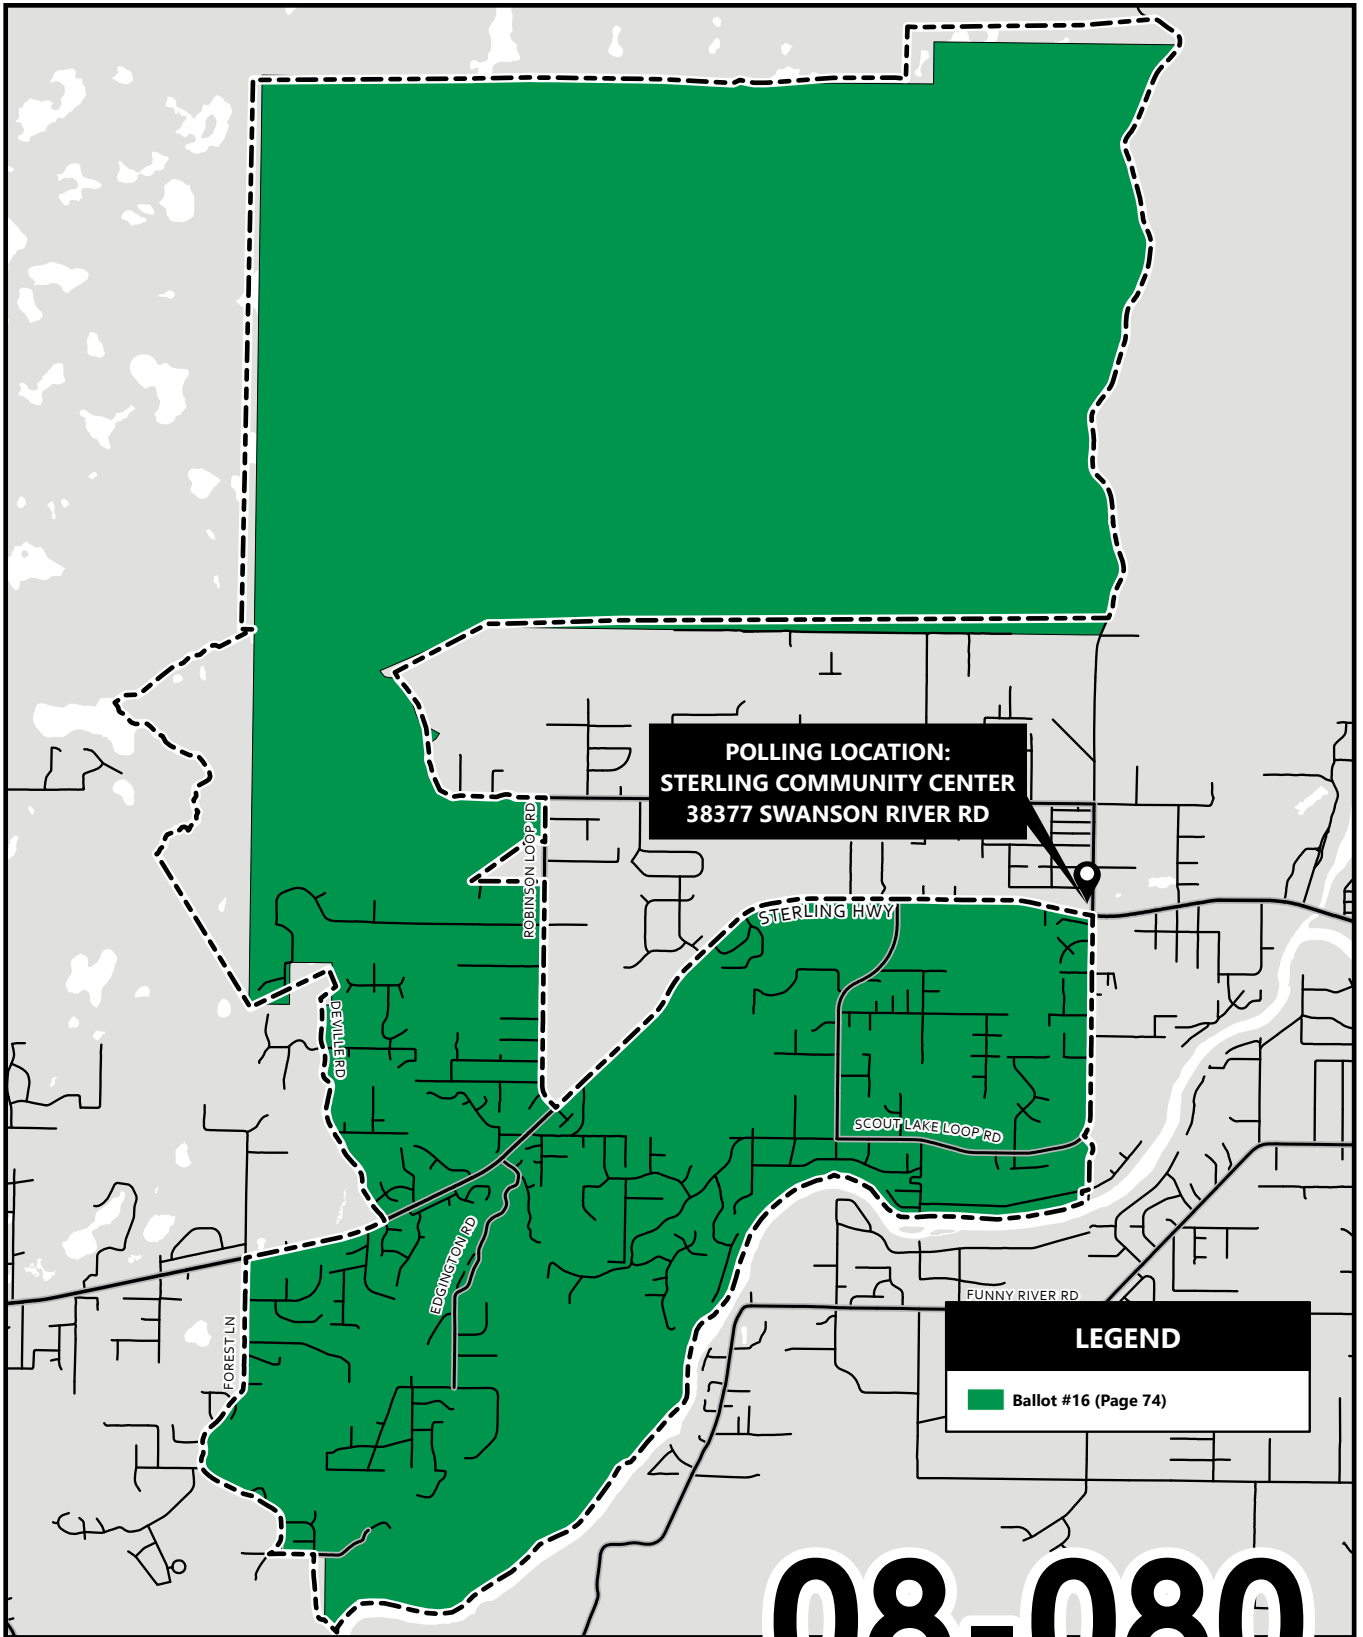 POLLING LOCATION:
STERLING COMMUNITY CENTER
38377 SWANSON RIVER RD
ROBINSON LOOP RD
STERLING HWY
DEVILLE RD
SCOUT LAKE LOOP RD
EDGINGTON RD
FUNNY RIVER RD
FOREST LN
LEGEND
Ballot #16 (Page 74)
08-080